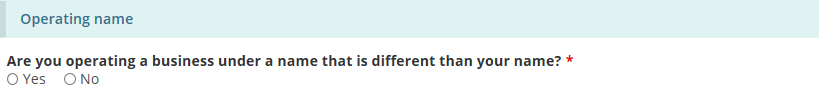 Operating name
Are you operating a business under a name that is different than your name? *
Yes No